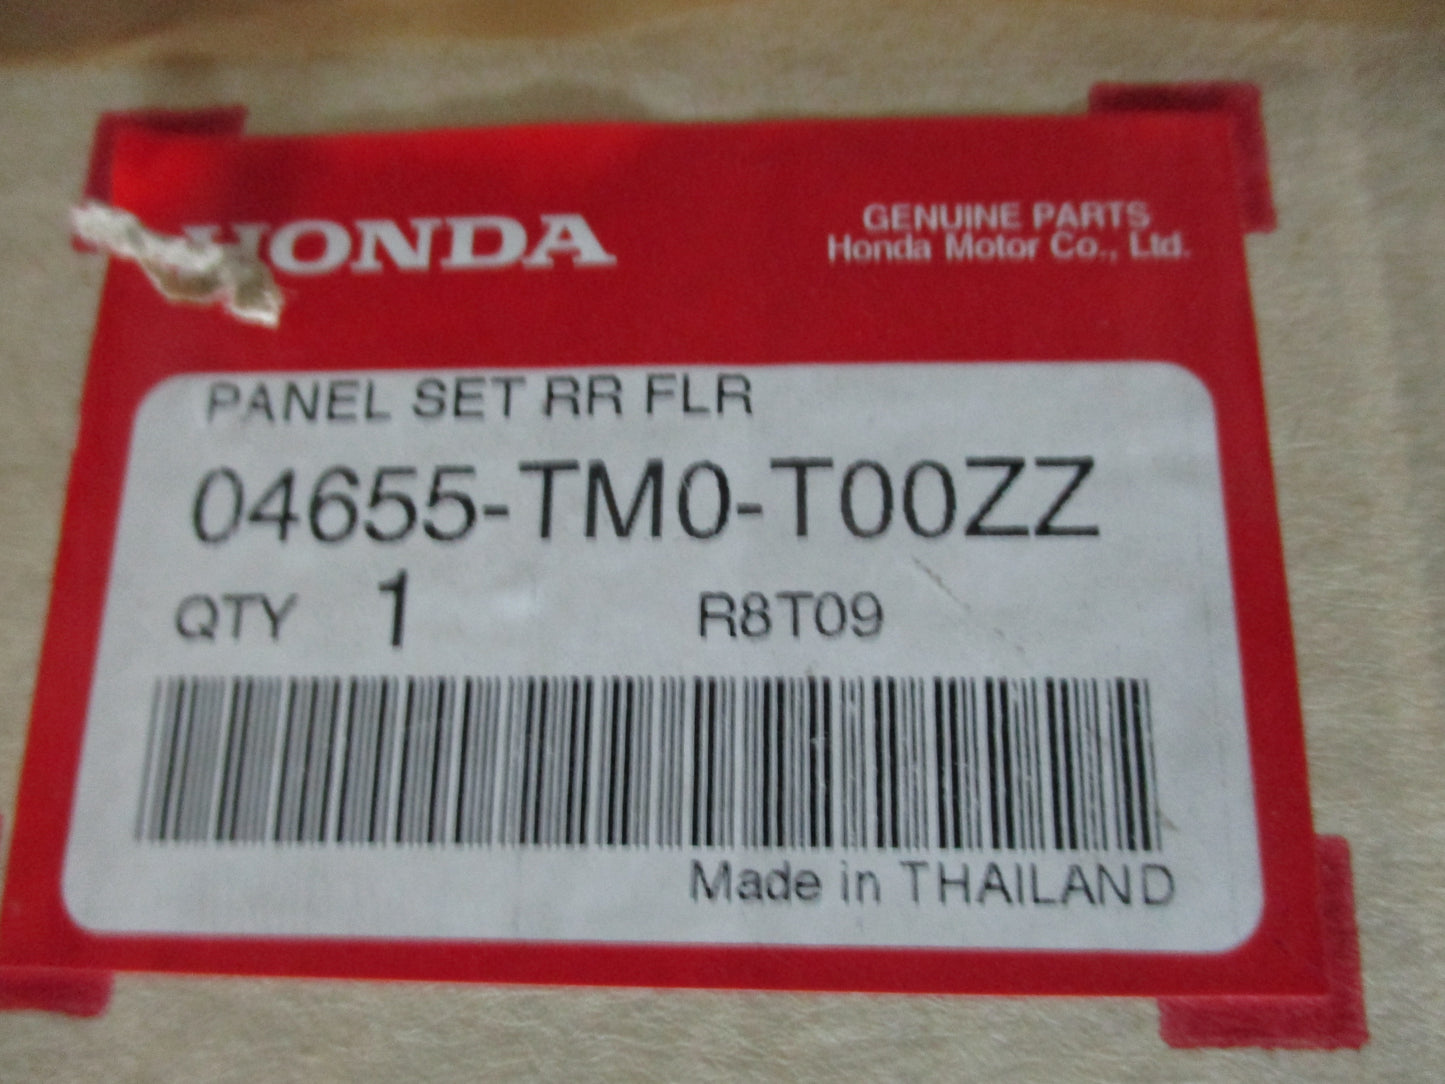 HONDA
GENUINE PARTS
Honda Motor Co., Ltd.
PANEL SET RR FLR
04655-TM0-T00ZZ
QTY 1 R8T09
Made in THAILAND